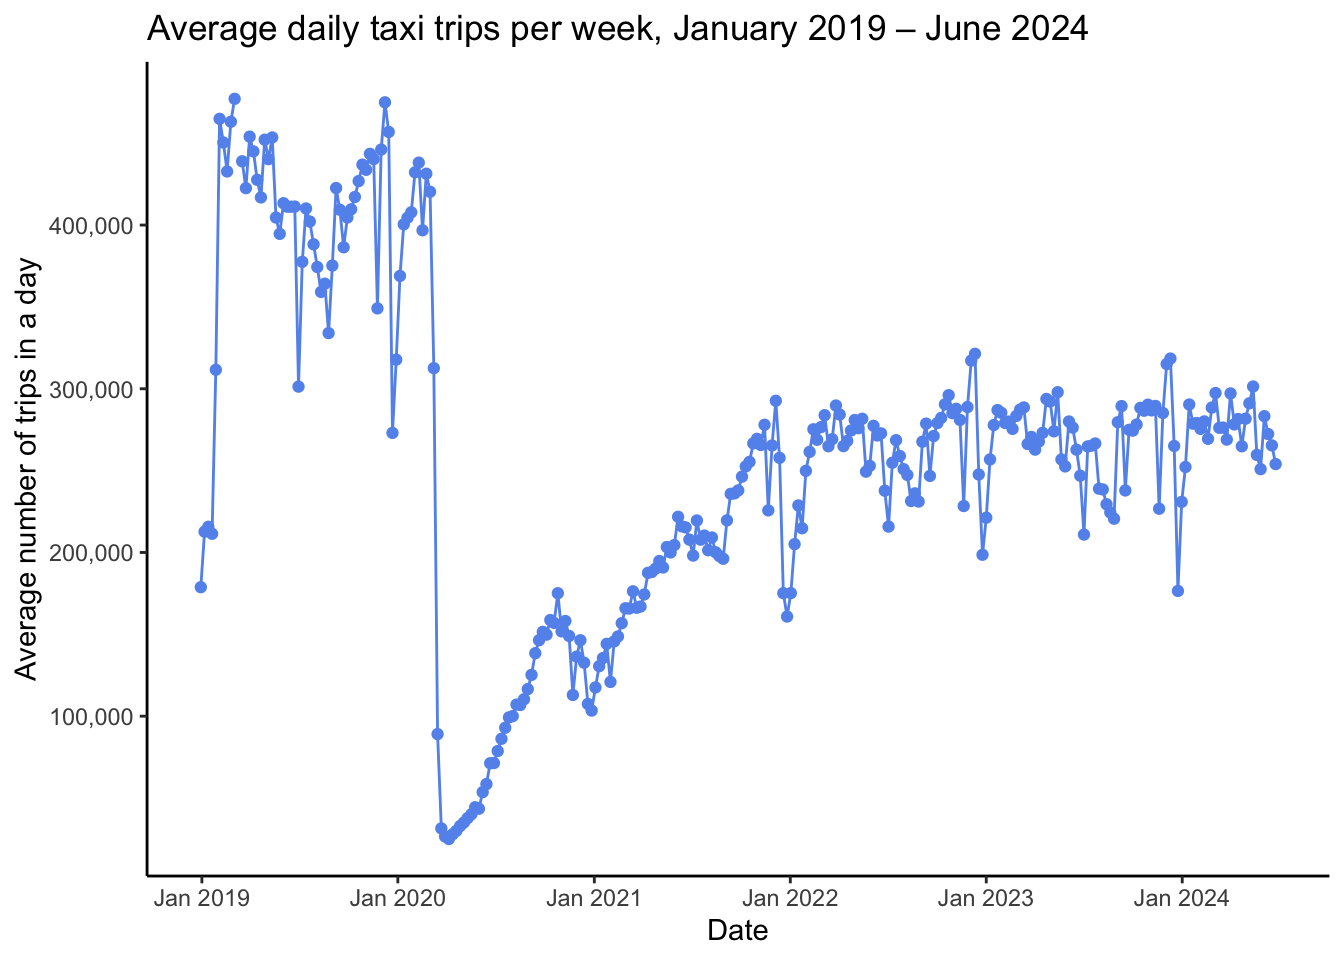 Average daily taxi trips per week, January 2019 – June 2024
Average number of trips in a day
400,000
300,000
200,000
100,000
Jan 2019
Jan 2020
Jan 2021
Jan 2022
Jan 2023
Jan 2024
Date